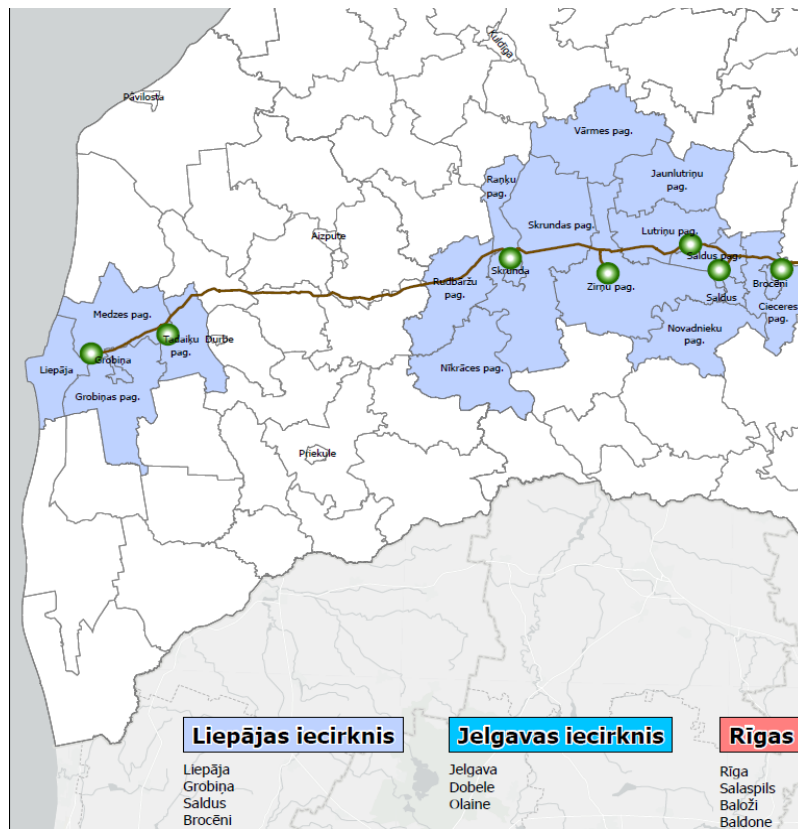 Kuldīga
Pāvilosta
Vārmes pag.
Raņķu
pag.
Jaunlutriņu
pag.
Skrundas pag.
Lutriņu pag.
Aizpute
Saldus pag.
Skrunda
Rudbaržu
pag.
Zirņu pag.
Brocēni
Saldus
Cieceres
pag.
Medzes pag.
Novadnieku
pag.
Tadaiķu
pag.
Durbe
Grobiņa
Liepāja
Nīkrāces pag.
Grobiņas pag.
Priekule
Liepājas iecirknis
Liepāja
Grobiņa
Saldus
Brocēni
Jelgavas iecirknis
Jelgava
Dobele
Olaine
Rīgas
Rīga
Salaspils
Baloži
Baldone